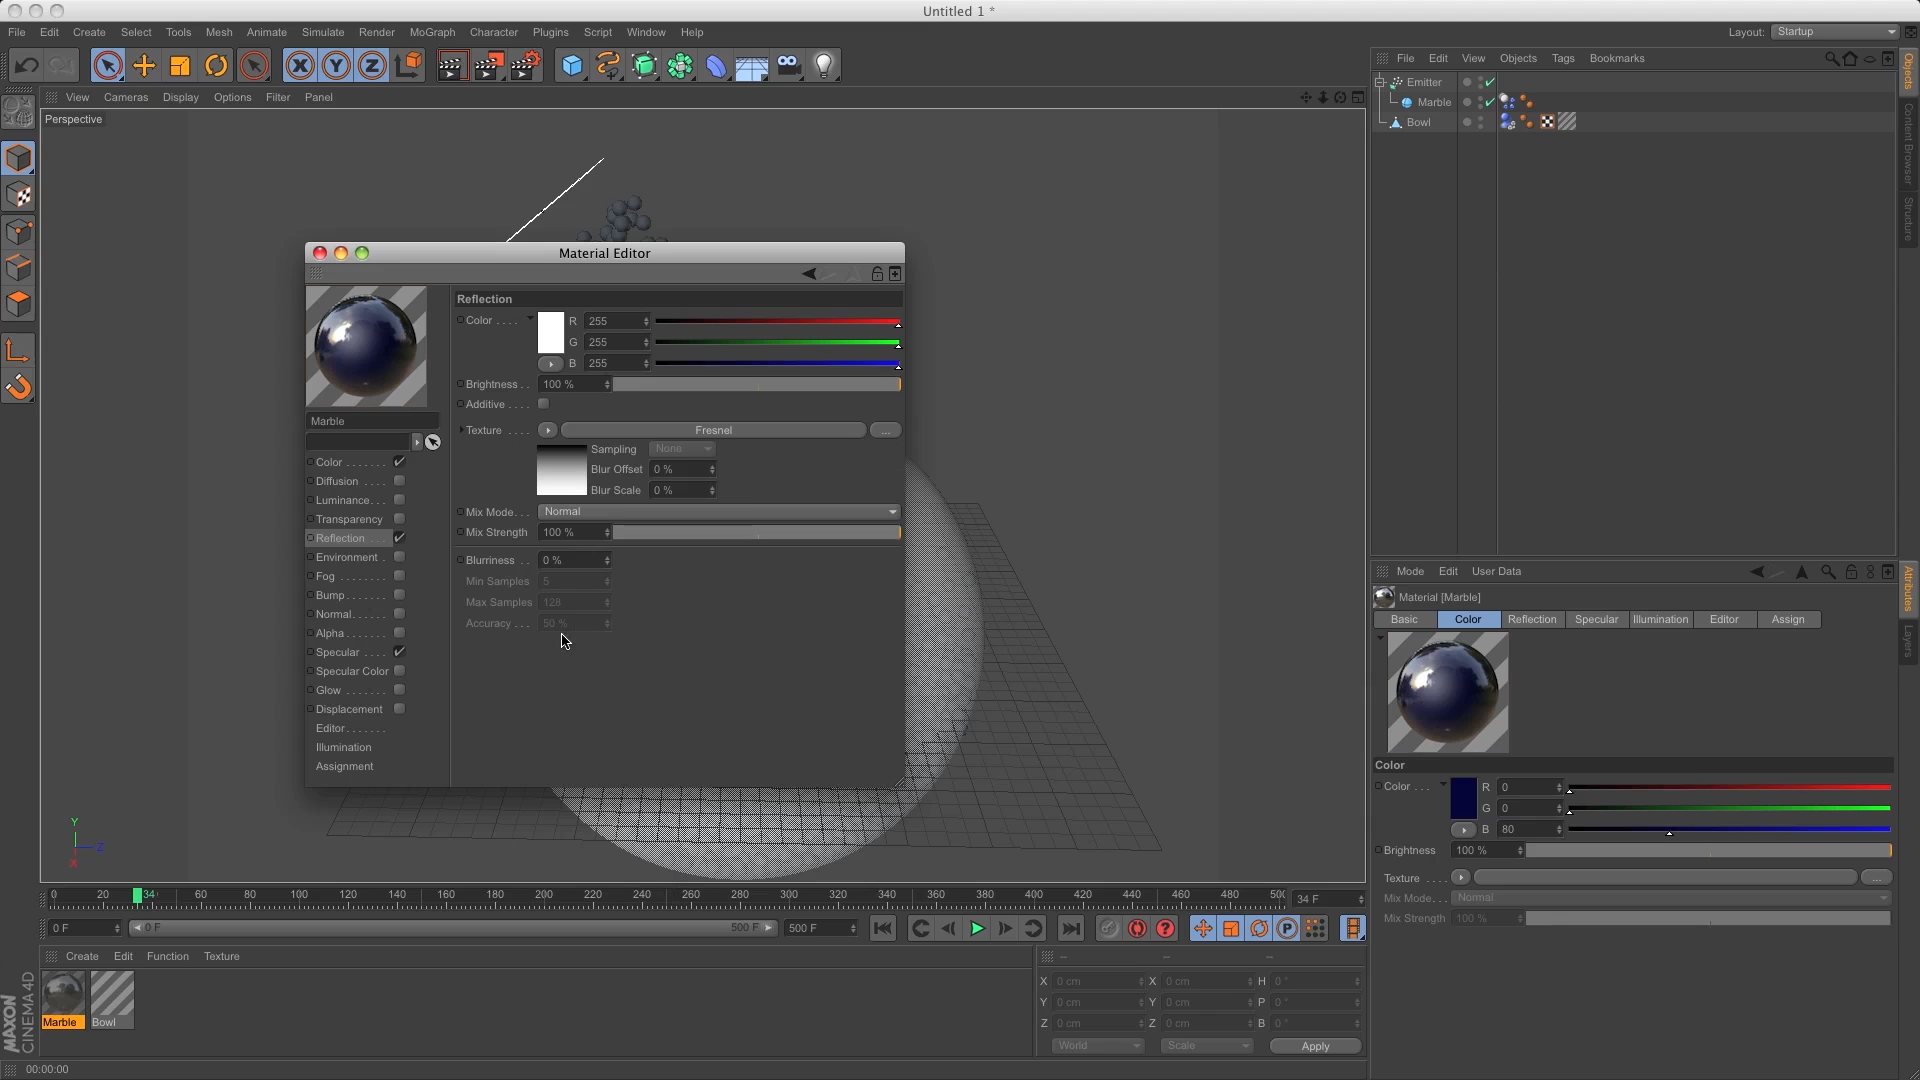 Untitled 1 *
File Edit Create Select Tools Mesh Animate Simulate Render MoGraph Character Plugins Script Window Help Layout: Startup
File Edit View Objects Tags Bookmarks
View Cameras Display Options Filter Panel
Perspective
Emitter
Marble
Bowl
Objects
Content Browser
Structure
Material Editor
Reflection
Color . . . . R 255
G 255
B 255
Brightness . . 100 %
Additive . . . .
Texture . . . . Fresnel ...
Sampling None
Blur Offset 0 %
Blur Scale 0 %
Mix Mode. . . Normal
Mix Strength 100 %
Blurriness . . 0 %
Min Samples 5
Max Samples 128
Accuracy . . . 50 %
Marble
Color . . . . . . .
Diffusion . . . .
Luminance. . .
Transparency
Reflection . . .
Environment .
Fog . . . . . . . .
Bump. . . . . . .
Normal. . . . . .
Alpha . . . . . . .
Specular . . . .
Specular Color
Glow . . . . . . .
Displacement
Editor. . . . . . .
Illumination
Assignment
Y
Z
X
Mode Edit User Data
Attributes
Layers
Material [Marble]
Basic Color Reflection Specular Illumination Editor Assign
Color
Color . . . R 0
G 0
B 80
Brightness 100 %
Texture . . . . ...
Mix Mode. . . Normal
Mix Strength 100 %
0 20 34 60 80 100 120 140 160 180 200 220 240 260 280 300 320 340 360 380 400 420 440 460 480 50( 34 F
0 F 0 F 500 F 500 F
Create Edit Function Texture
Marble Bowl
-- -- --
X 0 cm X 0 cm H 0 °
Y 0 cm Y 0 cm P 0 °
Z 0 cm Z 0 cm B 0 °
World Scale Apply
MAXON
CINEMA 4D
00:00:00